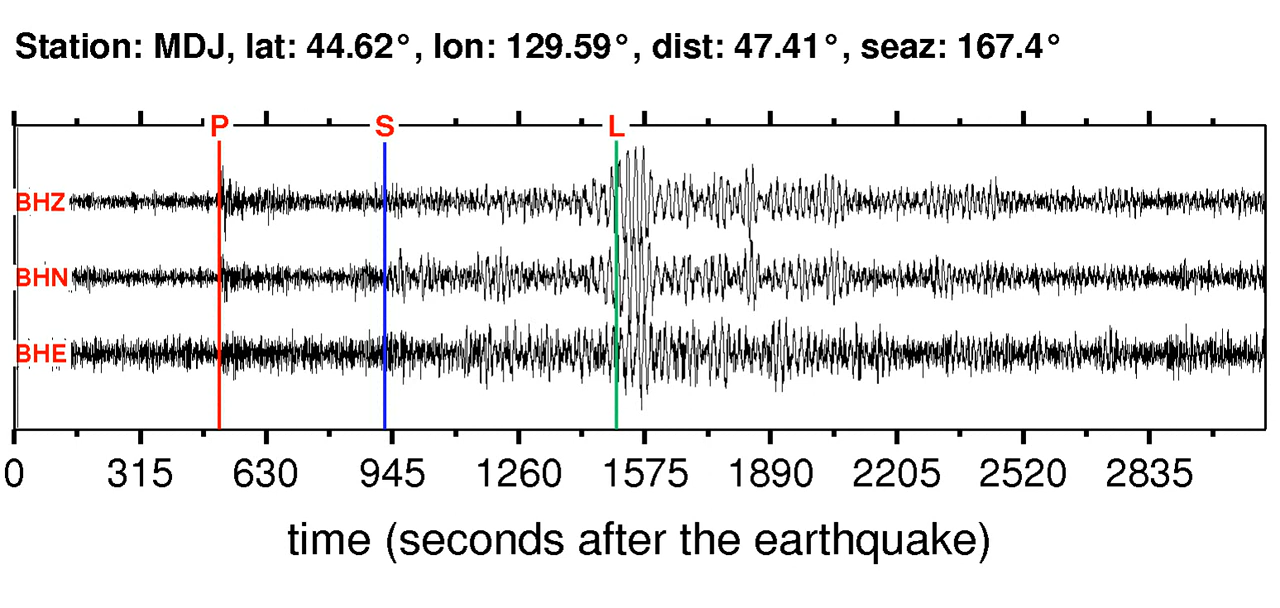 Station: MDJ, lat: 44.62°, lon: 129.59°, dist: 47.41°, seaz: 167.4°
P S L
BHZ
BHN
BHE
0 315 630 945 1260 1575 1890 2205 2520 2835
time (seconds after the earthquake)